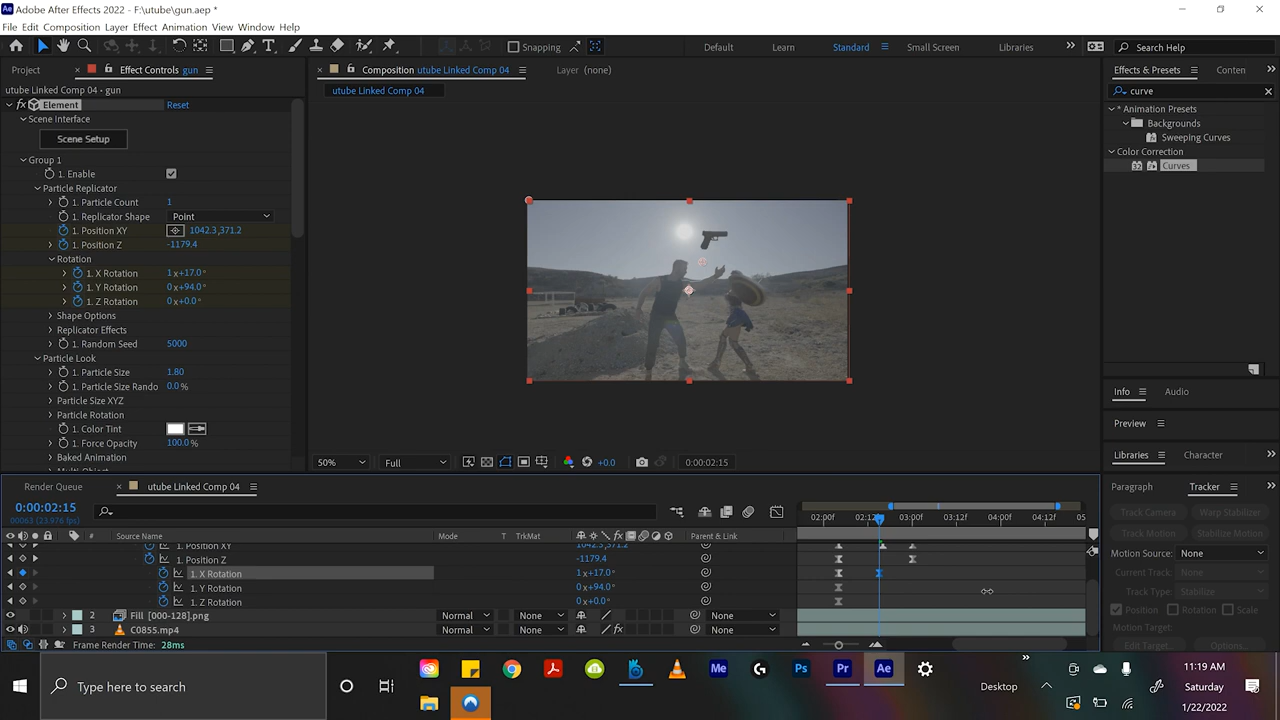 Adobe After Effects 2022 - F:\utube\gun.aep *
File Edit Composition Layer Effect Animation View Window Help
Snapping Default Learn Standard Small Screen Libraries Search Help
Project Effect Controls gun Composition utube Linked Comp 04 Layer (none) Effects & Presets Conten
utube Linked Comp 04 • gun utube Linked Comp 04 curve
fx Element Reset
Scene Interface * Animation Presets
Scene Setup Backgrounds
Sweeping Curves
Group 1 Color Correction
1. Enable Curves
Particle Replicator
1. Particle Count 1
1. Replicator Shape Point
1. Position XY 1042.3,371.2
1. Position Z -1179.4
Rotation
1. X Rotation 1 x+17.0°
1. Y Rotation 0 x+94.0°
1. Z Rotation 0 x+0.0°
Shape Options
Replicator Effects
1. Random Seed 5000
Particle Look
1. Particle Size 1.80
1. Particle Size Rando 0.0 %
Particle Size XYZ Info Audio
Particle Rotation
1. Color Tint Preview
1. Force Opacity 100.0 %
Baked Animation Libraries Character
1. Multi-Object 50% Full +0.0 0:00:02:15
Render Queue utube Linked Comp 04 Paragraph Tracker
0:00:02:15 Track Camera Warp Stabilizer
00063 (23.976 fps) 02:00f 02:12f 03:00f 03:12f 04:00f 04:12f 05
Track Motion Stabilize Motion
# Source Name Mode T TrkMat Parent & Link
1. Position XY 1042.3,371.2 Motion Source: None
1. Position Z -1179.4 Current Track: None
1. X Rotation 1 x+17.0°
1. Y Rotation 0 x+94.0° Track Type: Stabilize
1. Z Rotation 0 x+0.0° Position Rotation Scale
2 Fill [000-128].png Normal None None Motion Target:
3 C0855.mp4 Normal None fx None
Frame Render Time: 28ms Edit Target... Options...
Type here to search Me Ps Pr Ae Desktop 11:19 AM
Saturday
1/22/2022